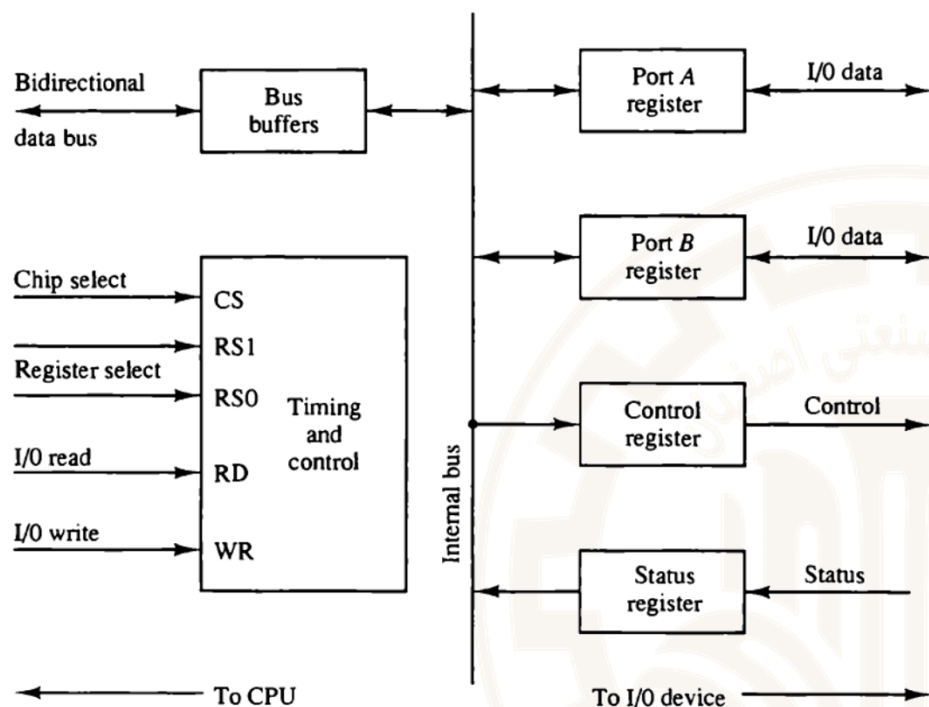 Bidirectional
data bus
Bus
buffers
Port A
register
I/0 data
Port B
register
I/0 data
Chip select
CS
RS1
Register select
RS0
Timing
and
control
I/0 read
RD
I/0 write
WR
Internal bus
Control
register
Control
Status
register
Status
To CPU
To I/0 device
صنعتی